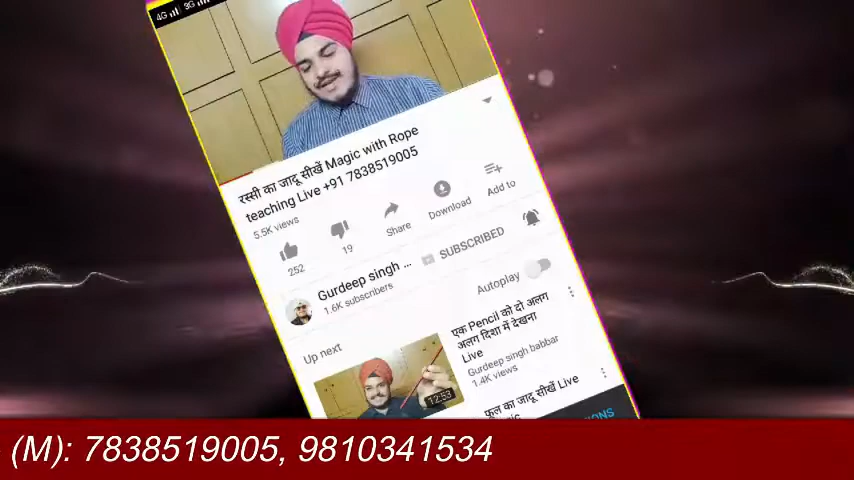 4G 3G
रस्सी का जादू सीखें Magic with Rope
teaching Live +91 7838519005
5.5K views
252
19
Share
Download
Add to
Gurdeep singh ...
1.6K subscribers
SUBSCRIBED
Autoplay
Up next
एक Pencil को दो अलग
अलग दिशा में देखना
Live
Gurdeep singh babbar
1.4K views
12:53
फूल का जादू सीखें Live
(M): 7838519005, 9810341534